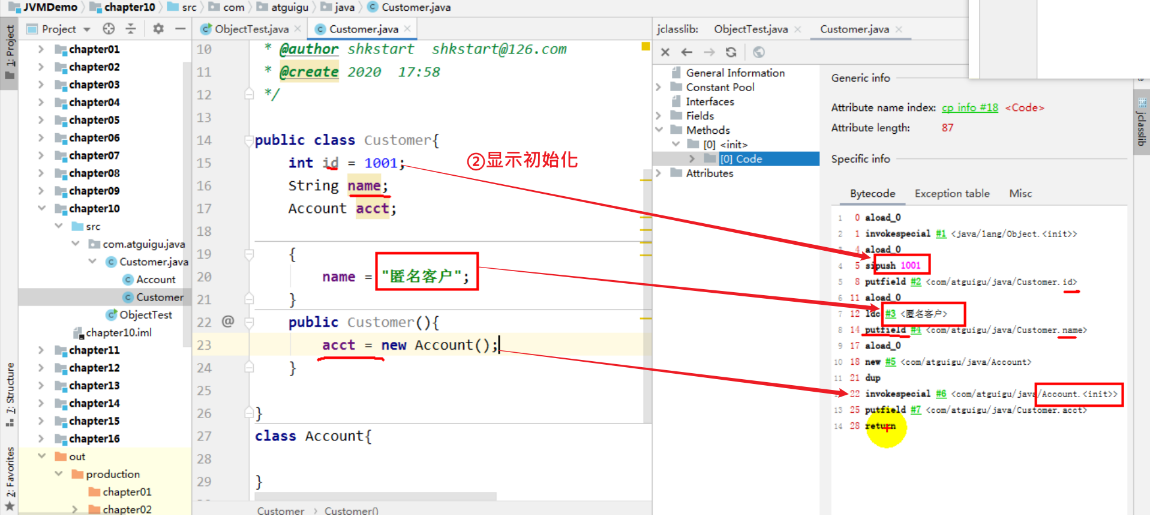 JVMDemo chapter10 src com atguigu java Customer.java
1: Project
Project
chapter01
chapter02
chapter03
chapter04
chapter05
chapter06
chapter07
chapter08
chapter09
chapter10
src
com.atguigu.java
Customer.java
Account
Customer
ObjectTest
chapter10.iml
chapter11
chapter12
chapter13
chapter14
chapter15
chapter16
out
production
chapter01
chapter02
7: Structure
2: Favorites
ObjectTest.java Customer.java
10 * @author shkstart shkstart@126.com
11 * @create 2020 17:58
12 */
13
14 public class Customer{
15 int id = 1001;
16 String name;
17 Account acct;
18
19 {
20 name = "匿名客户";
21 }
22 @ public Customer(){
23 acct = new Account();
24 }
25
26 }
27 class Account{
28
29 }
Customer Customer()
②显示初始化
jclasslib: ObjectTest.java Customer.java
General Information
Constant Pool
Interfaces
Fields
Methods
[0] <init>
[0] Code
Attributes
Generic info
Attribute name index: cp info #18 <Code>
Attribute length: 87
Specific info
Bytecode Exception table Misc
1 0 aload_0
2 1 invokespecial #1 <java/lang/Object.<init>>
3 4 aload_0
4 5 sipush 1001
5 8 putfield #2 <com/atguigu/java/Customer.id>
6 11 aload_0
7 12 ldc #3 <匿名客户>
8 14 putfield #4 <com/atguigu/java/Customer.name>
9 17 aload_0
10 18 new #5 <com/atguigu/java/Account>
11 21 dup
12 22 invokespecial #6 <com/atguigu/java/Account.<init>>
13 25 putfield #7 <com/atguigu/java/Customer.acct>
14 28 return
jclasslib